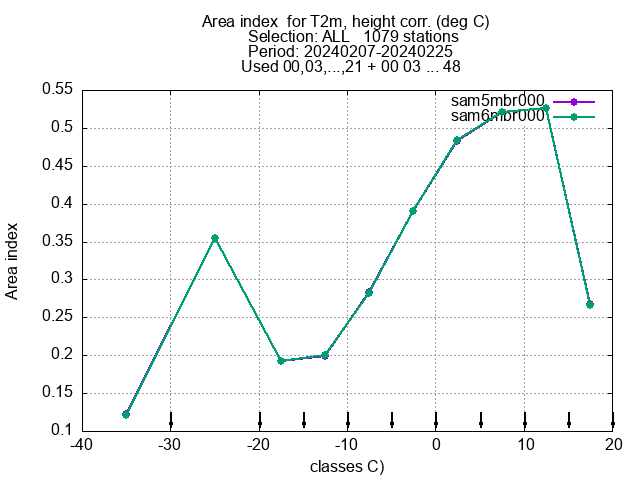 Area index  for T2m, height corr. (deg C)
Selection: ALL   1079 stations
Period: 20240207-20240225
Used 00,03,...,21 + 00 03 ... 48
sam5mbr000
sam6mbr000
0.55
0.5
0.45
0.4
0.35
0.3
0.25
0.2
0.15
0.1
Area index
-40 -30 -20 -10 0 10 20
classes C)